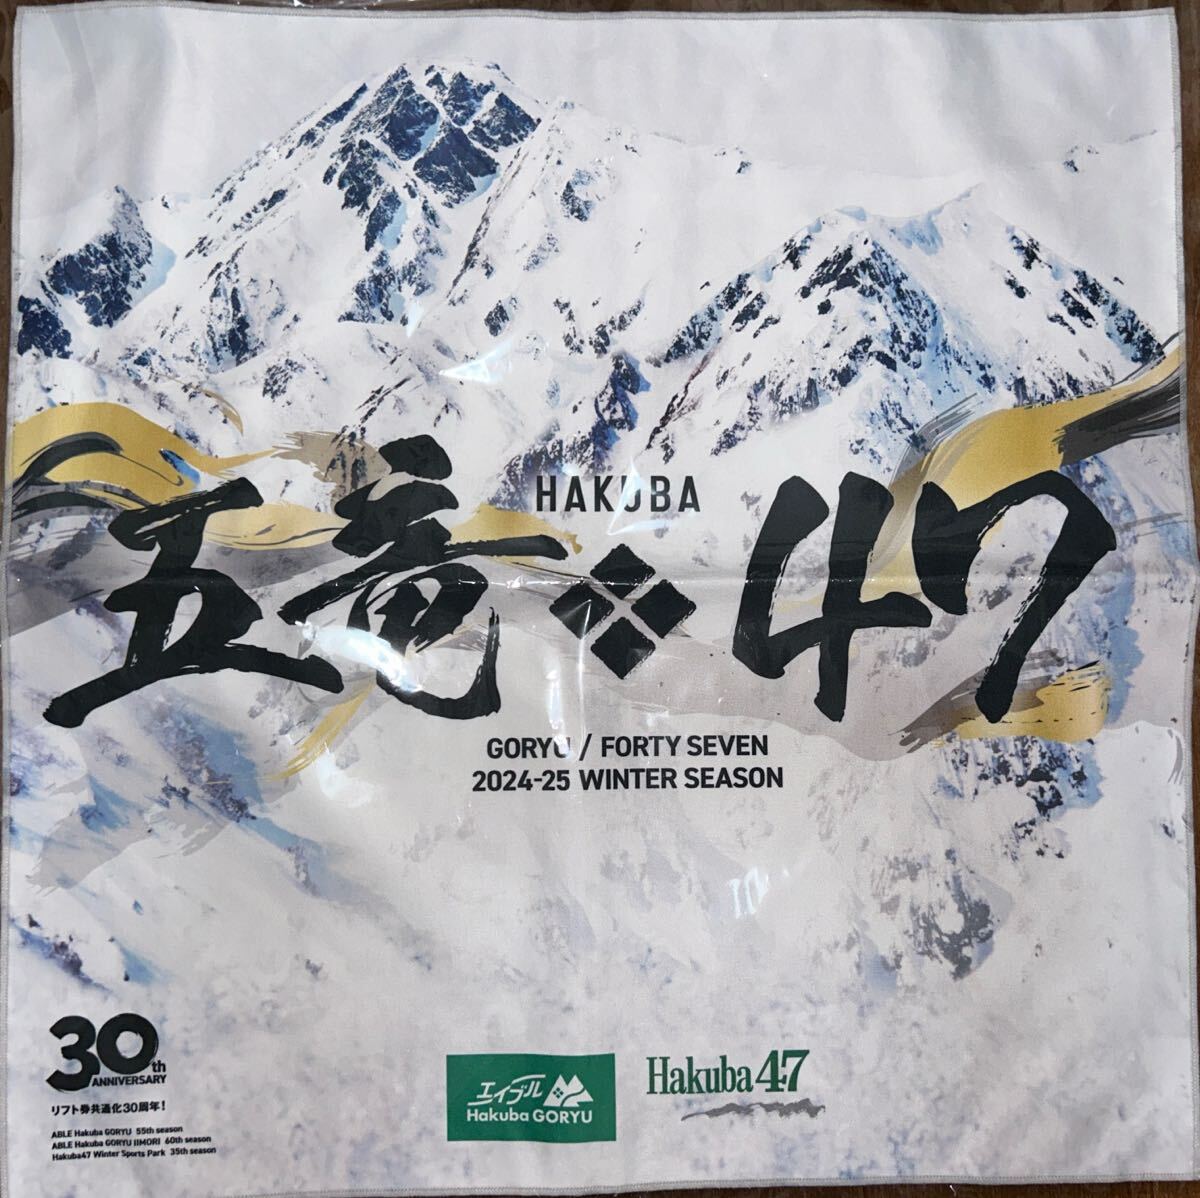 HAKUBA
五竜❖47
GORYU / FORTY SEVEN
2024-25 WINTER SEASON
30th
ANNIVERSARY
リフト券共通化30周年!
ABLE Hakuba GORYU 55th season
ABLE Hakuba GORYU IIMORI 60th season
Hakuba47 Winter Sports Park 35th season
エイブル
Hakuba GORYU
Hakuba47